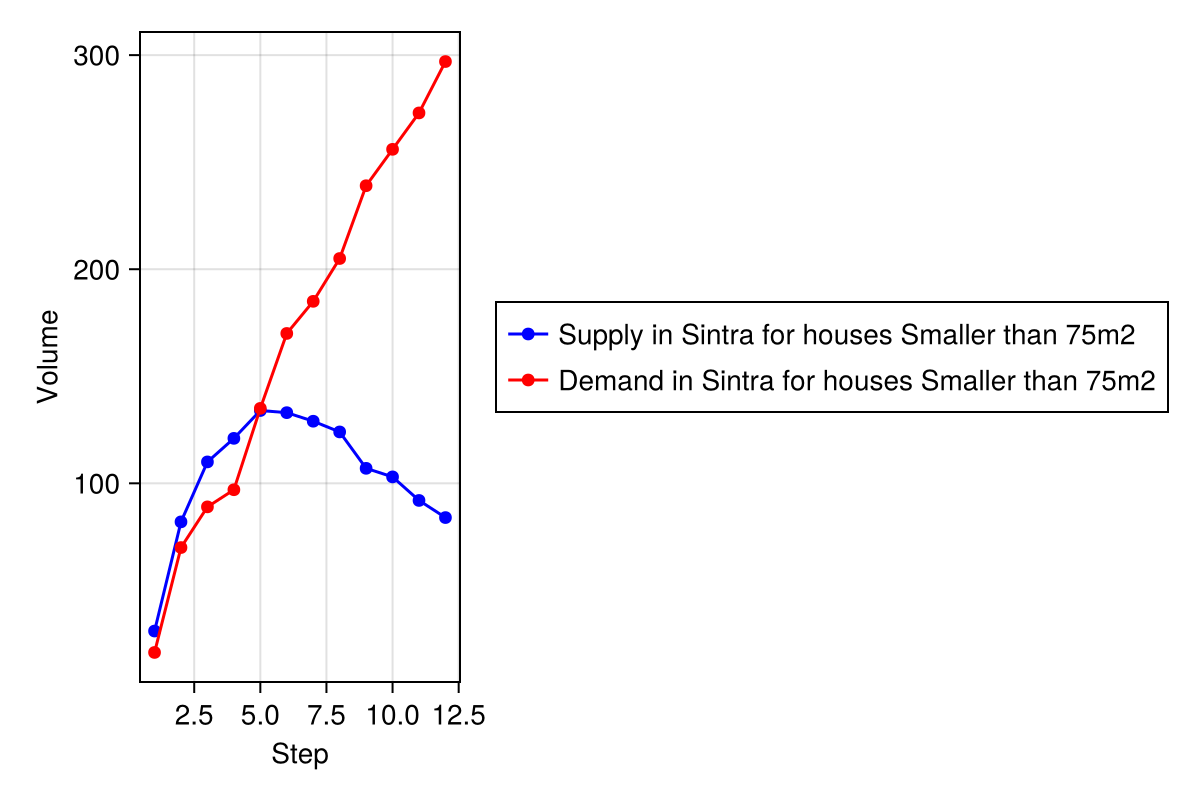 300
200
100
Volume
2.5 5.0 7.5 10.0 12.5
Step
Supply in Sintra for houses Smaller than 75m2
Demand in Sintra for houses Smaller than 75m2